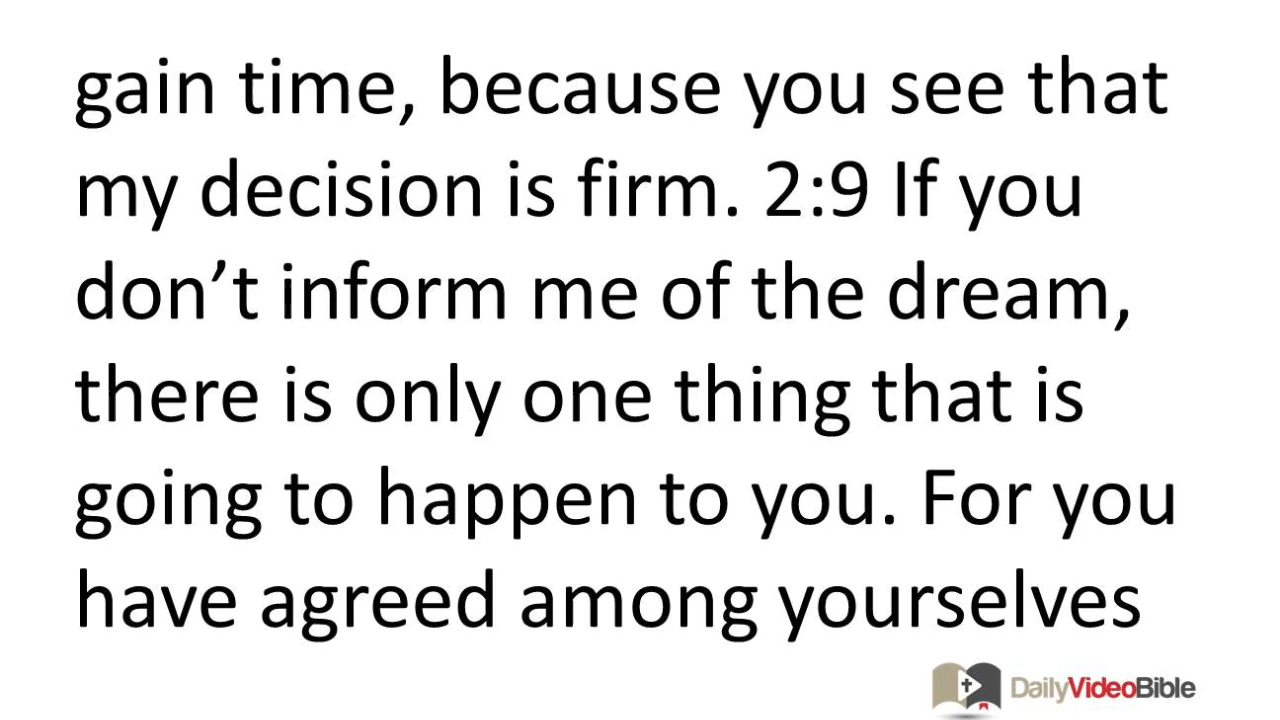 gain time, because you see that
my decision is firm. 2:9 If you
don’t inform me of the dream,
there is only one thing that is
going to happen to you. For you
have agreed among yourselves
DailyVideoBible